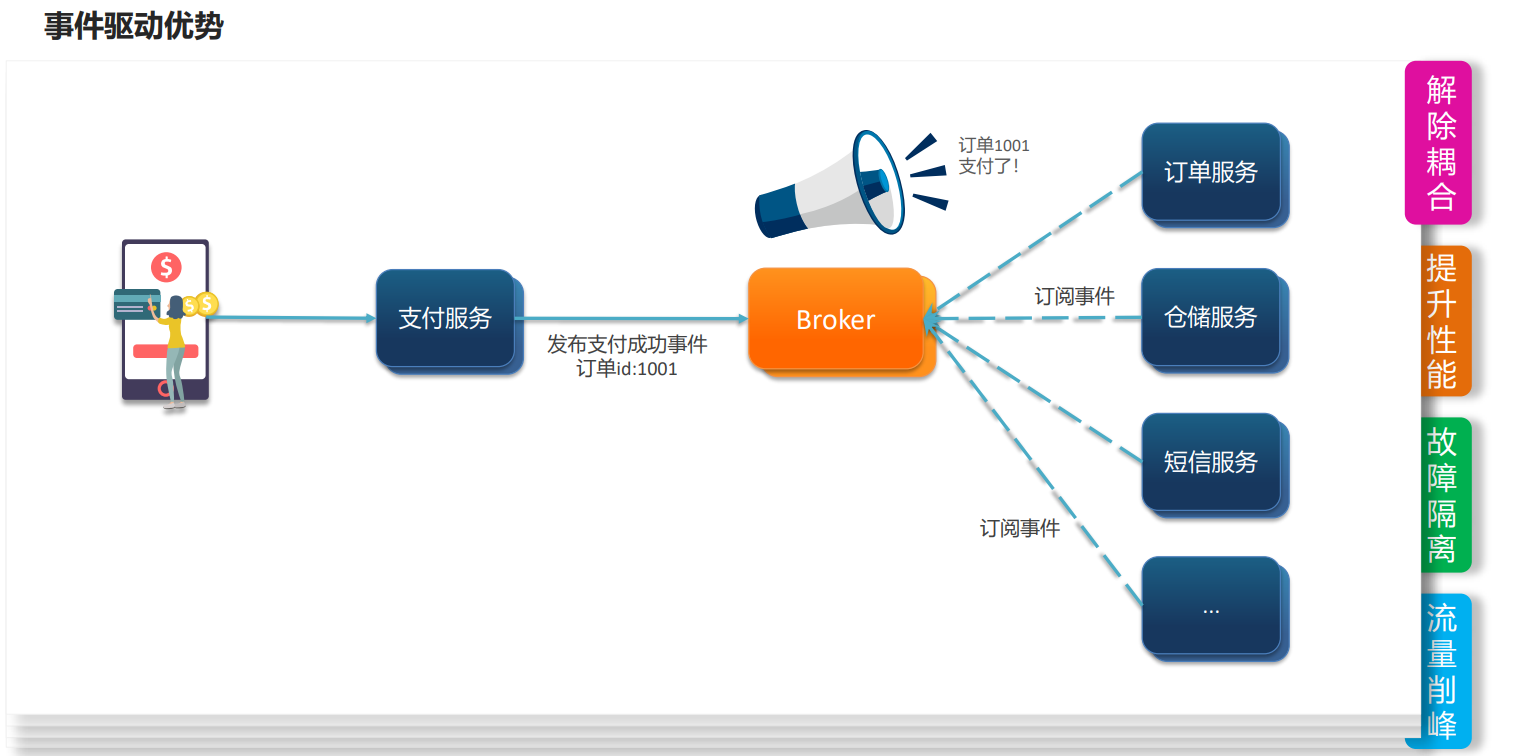 事件驱动优势
订单1001
支付了！
订单服务
订阅事件
仓储服务
支付服务
Broker
发布支付成功事件
订单id:1001
短信服务
订阅事件
...
解除耦合
提升性能
故障隔离
流量削峰
$
$
$